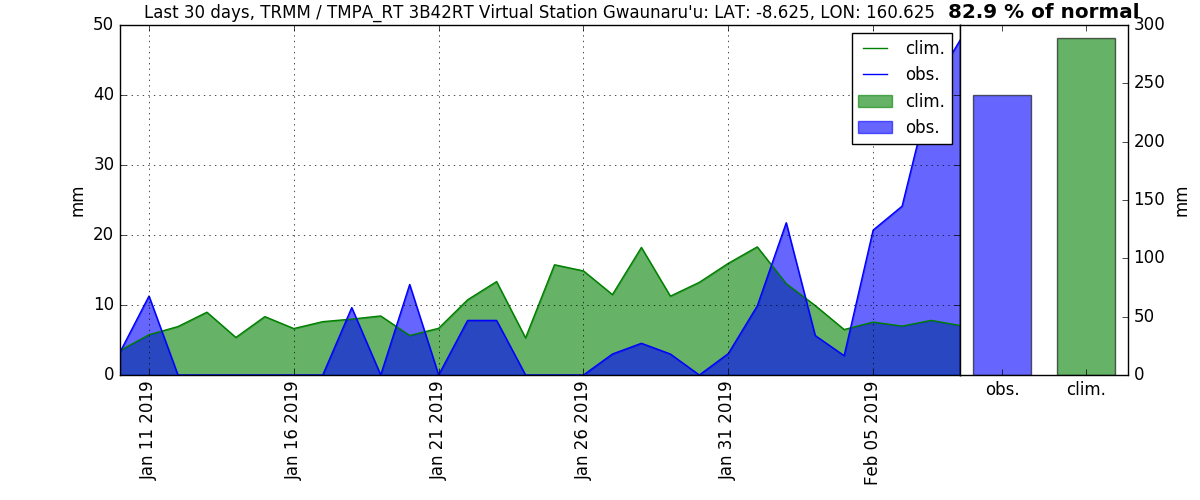 Last 30 days, TRMM / TMPA_RT 3B42RT Virtual Station Gwaunaru'u: LAT: -8.625, LON: 160.625 82.9 % of normal
50
40
30
20
10
0
mm
clim.
obs.
clim.
obs.
300
250
200
150
100
50
0
mm
obs.
clim.
Jan 11 2019
Jan 16 2019
Jan 21 2019
Jan 26 2019
Jan 31 2019
Feb 05 2019